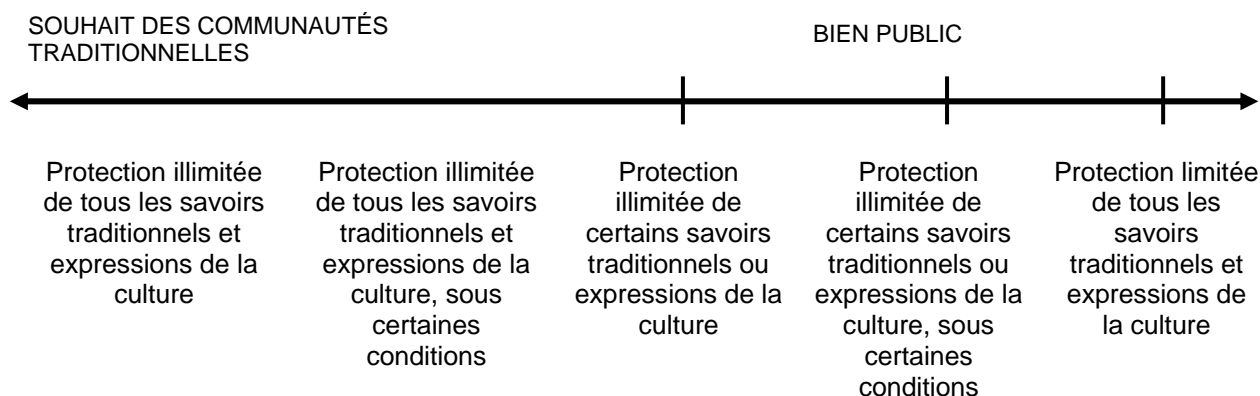 SOUHAIT DES COMMUNAUTÉS
TRADITIONNELLES
BIEN PUBLIC
Protection illimitée
de tous les savoirs
traditionnels et
expressions de la
culture
Protection illimitée
de tous les savoirs
traditionnels et
expressions de la
culture, sous
certaines
conditions
Protection
illimitée de
certains savoirs
traditionnels ou
expressions de la
culture
Protection
illimitée de
certains savoirs
traditionnels ou
expressions de la
culture, sous
certaines
conditions
Protection limitée
de tous les
savoirs
traditionnels et
expressions de
la culture